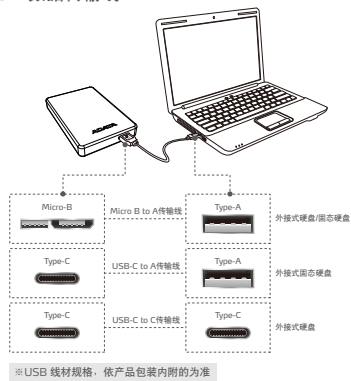 ADATA
Micro-B
Micro B to A传输线
Type-A
外接式硬盘/固态硬盘
Type-C
USB-C to A传输线
Type-A
外接式固态硬盘
Type-C
USB-C to C传输线
Type-C
外接式硬盘
※USB 线材规格，依产品包装内附的为准